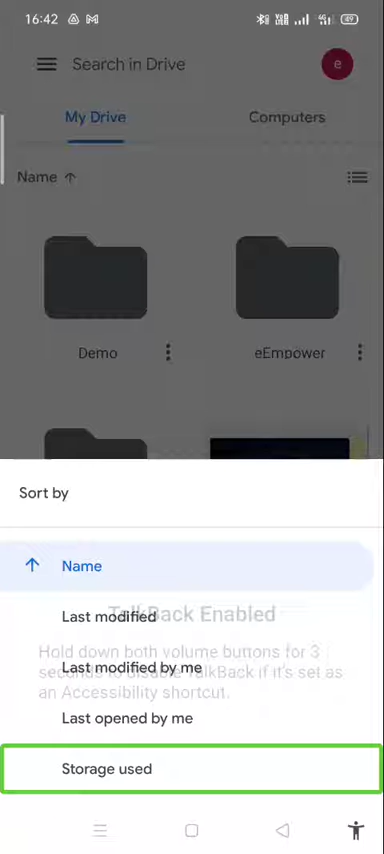 16:42
49
Search in Drive
e
My Drive
Computers
Name
Demo
eEmpower
Sort by
Name
Last modified
TalkBack Enabled
Hold down both volume buttons for 3
Last modified by me
seconds to disable TalkBack if it's set as
an Accessibility shortcut.
Last opened by me
Storage used